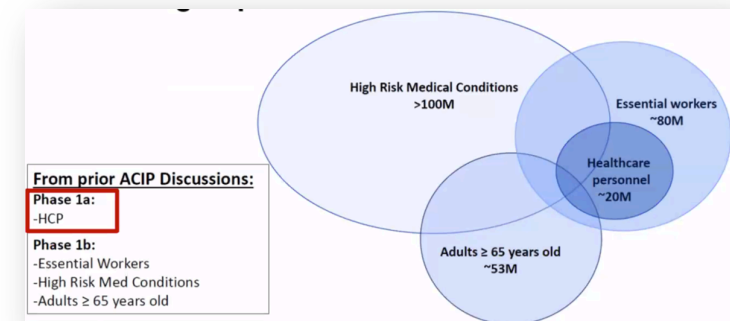 High Risk Medical Conditions
>100M
Essential workers
~80M
Healthcare
personnel
~20M
Adults ≥ 65 years old
~53M
From prior ACIP Discussions:
Phase 1a:
-HCP
Phase 1b:
-Essential Workers
-High Risk Med Conditions
-Adults ≥ 65 years old